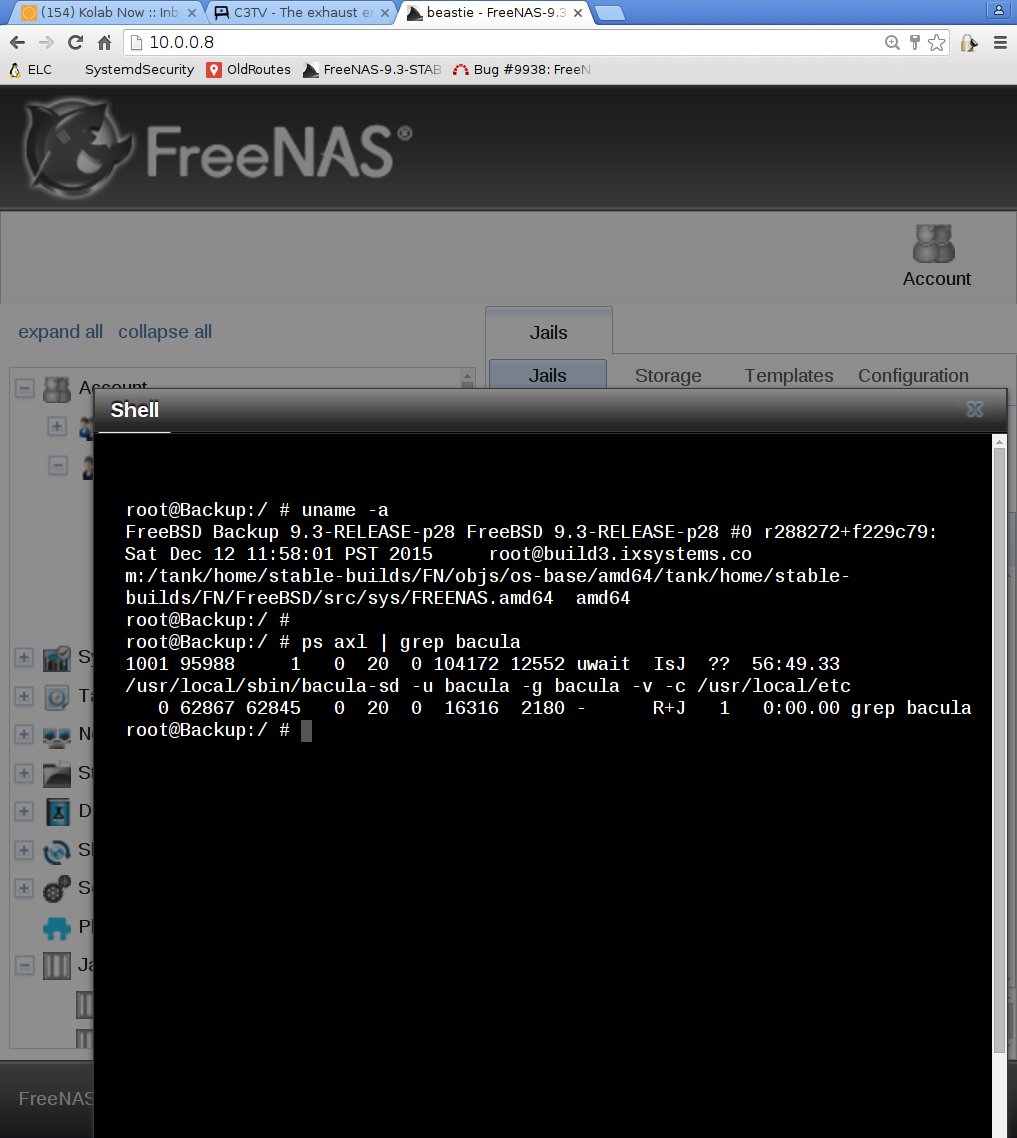 (154) Kolab Now :: Inb
C3TV - The exhaust en
beastie - FreeNAS-9.3
10.0.0.8
ELC
SystemdSecurity
OldRoutes
FreeNAS-9.3-STAB
Bug #9938: FreeN
FreeNAS®
Account
expand all collapse all
Jails
Jails Storage Templates Configuration
Account
Shell
root@Backup:/ # uname -a
FreeBSD Backup 9.3-RELEASE-p28 FreeBSD 9.3-RELEASE-p28 #0 r288272+f229c79:
Sat Dec 12 11:58:01 PST 2015     root@build3.ixsystems.co
m:/tank/home/stable-builds/FN/objs/os-base/amd64/tank/home/stable-
builds/FN/FreeBSD/src/sys/FREENAS.amd64  amd64
root@Backup:/ #
root@Backup:/ # ps axl | grep bacula
1001 95988     1   0  20  0 104172 12552 uwait  IsJ  ??  56:49.33
/usr/local/sbin/bacula-sd -u bacula -g bacula -v -c /usr/local/etc
   0 62867 62845   0  20  0  16316  2180 -      R+J   1   0:00.00 grep bacula
root@Backup:/ #
FreeNAS